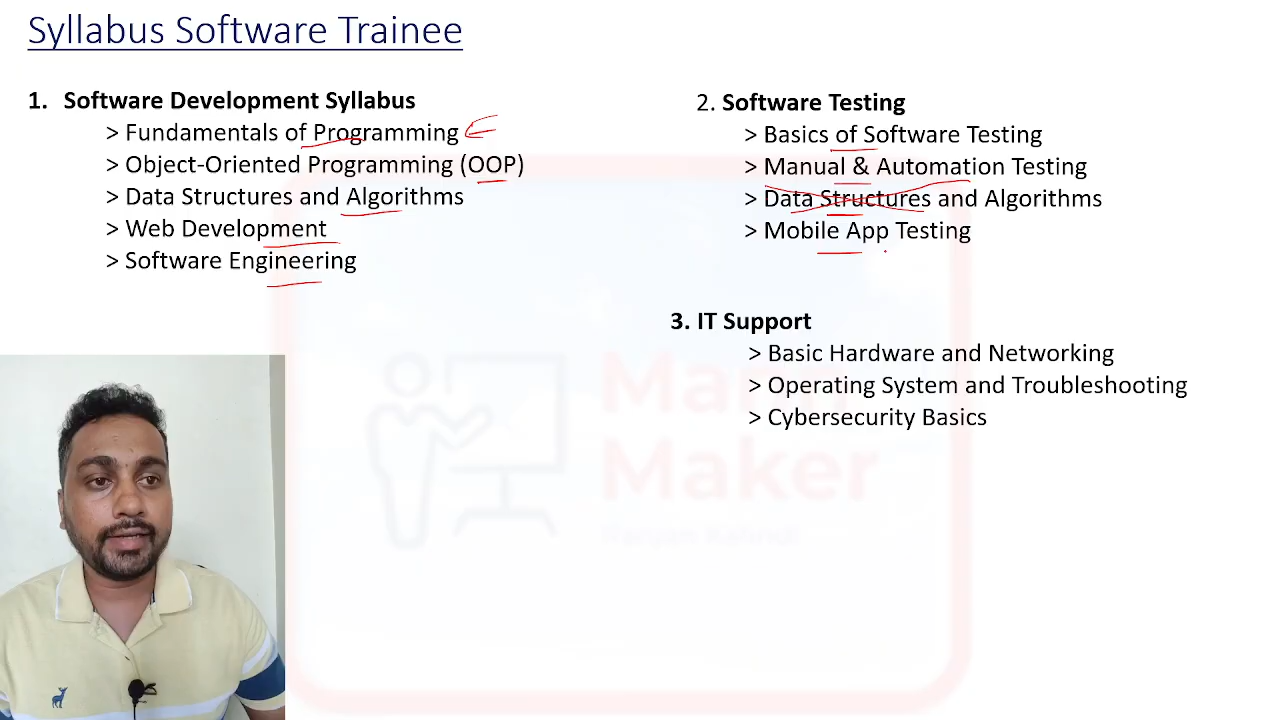 Syllabus Software Trainee
1. Software Development Syllabus
> Fundamentals of Programming
> Object-Oriented Programming (OOP)
> Data Structures and Algorithms
> Web Development
> Software Engineering
2. Software Testing
> Basics of Software Testing
> Manual & Automation Testing
> Data Structures and Algorithms
> Mobile App Testing
3. IT Support
> Basic Hardware and Networking
> Operating System and Troubleshooting
> Cybersecurity Basics
Maker